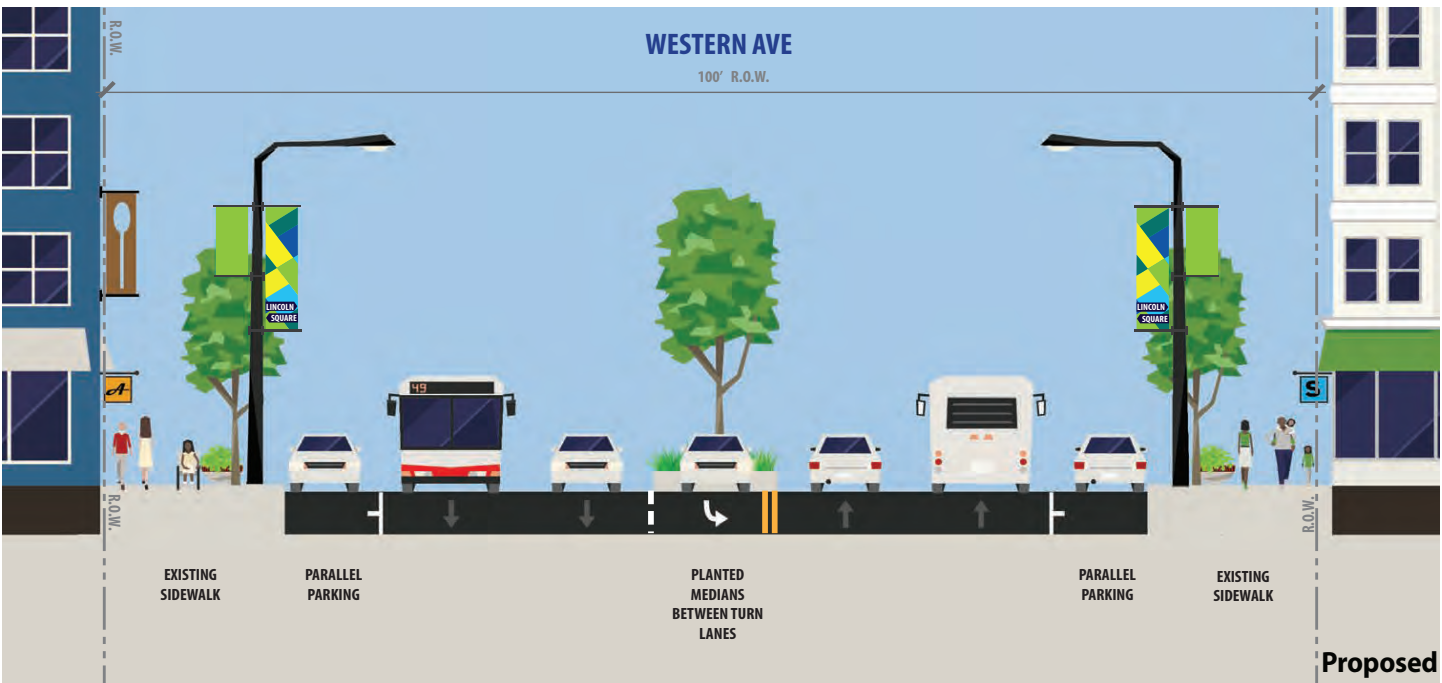 WESTERN AVE
100' R.O.W.
R.O.W.
LINCOLN
SQUARE
LINCOLN
SQUARE
A
49
S
R.O.W.
R.O.W.
EXISTING
SIDEWALK
PARALLEL
PARKING
PLANTED
MEDIANS
BETWEEN TURN
LANES
PARALLEL
PARKING
EXISTING
SIDEWALK
Proposed